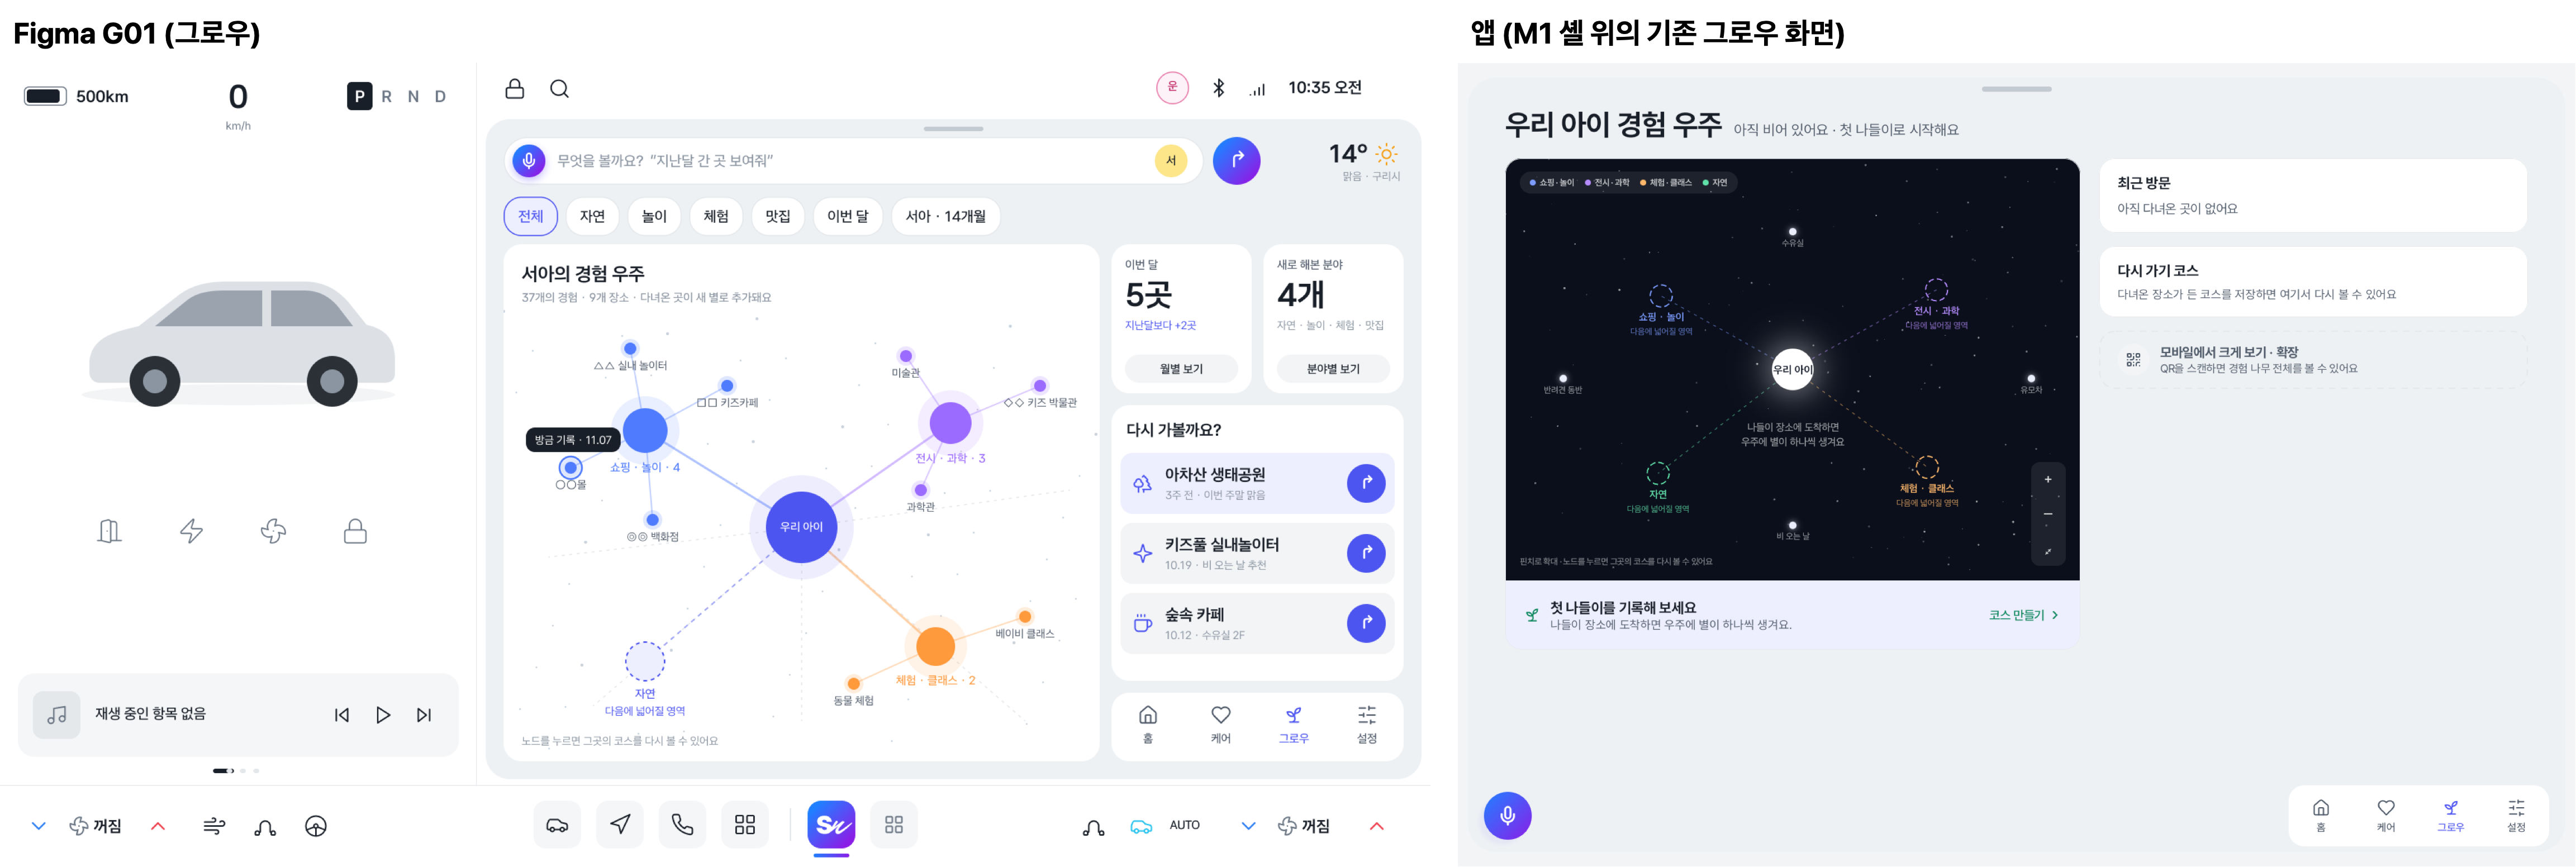 Figma G01 (그로우)
500km
0
km/h
P R N D
10:35 오전
운
무엇을 볼까요? “지난달 간 곳 보여줘”
서
14°
맑음 · 구리시
전체
자연
놀이
체험
맛집
이번 달
서아 · 14개월
서아의 경험 우주
37개의 경험 · 9개 장소 · 다녀온 곳이 새 별로 추가돼요
△△ 실내 놀이터
□□ 키즈카페
방금 기록 · 11.07
쇼핑 · 놀이 · 4
○○몰
◎◎ 백화점
미술관
◇◇ 키즈 박물관
전시 · 과학 · 3
과학관
우리 아이
자연
다음에 넓어질 영역
베이비 클래스
체험 · 클래스 · 2
동물 체험
노드를 누르면 그곳의 코스를 다시 볼 수 있어요
이번 달
5곳
지난달보다 +2곳
월별 보기
새로 해본 분야
4개
자연 · 놀이 · 체험 · 맛집
분야별 보기
다시 가볼까요?
아차산 생태공원
3주 전 · 이번 주말 맑음
키즈풀 실내놀이터
10.19 · 비 오는 날 추천
숲속 카페
10.12 · 수유실 2F
홈
케어
그로우
설정
재생 중인 항목 없음
꺼짐
AUTO
꺼짐
앱 (M1 셸 위의 기존 그로우 화면)
우리 아이 경험 우주
아직 비어 있어요 · 첫 나들이로 시작해요
쇼핑 · 놀이
전시 · 과학
체험 · 클래스
자연
수유실
쇼핑 · 놀이
다음에 넓어질 영역
전시 · 과학
다음에 넓어질 영역
우리 아이
반려견 동반
유모차
나들이 장소에 도착하면
우주에 별이 하나씩 생겨요
자연
다음에 넓어질 영역
체험 · 클래스
다음에 넓어질 영역
비 오는 날
핀치로 확대 · 노드를 누르면 그곳의 코스를 다시 볼 수 있어요
첫 나들이를 기록해 보세요
나들이 장소에 도착하면 우주에 별이 하나씩 생겨요.
코스 만들기
최근 방문
아직 다녀온 곳이 없어요
다시 가기 코스
다녀온 장소가 든 코스를 저장하면 여기서 다시 볼 수 있어요
모바일에서 크게 보기 · 확장
QR을 스캔하면 경험 나무 전체를 볼 수 있어요
홈
케어
그로우
설정